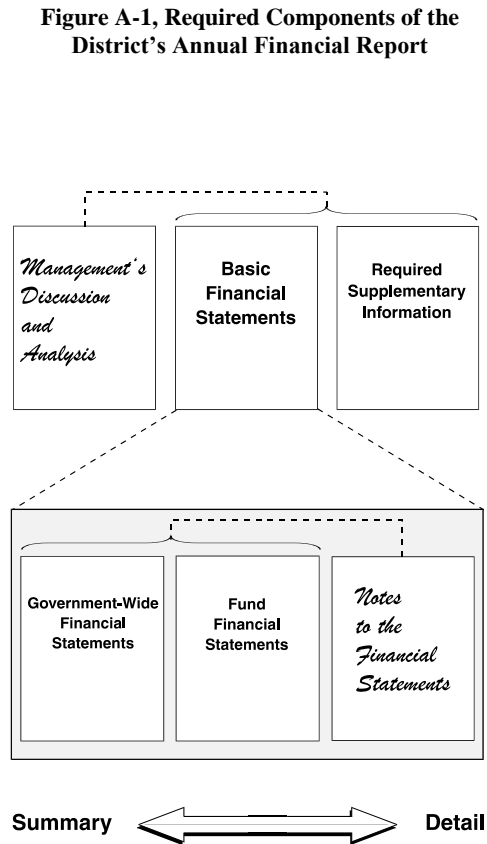 Figure A-1, Required Components of the
District's Annual Financial Report
Management's
Discussion
and
Analysis
Basic
Financial
Statements
Required
Supplementary
Information
Government-Wide
Financial
Statements
Fund
Financial
Statements
Notes
to the
Financial
Statements
Summary
Detail